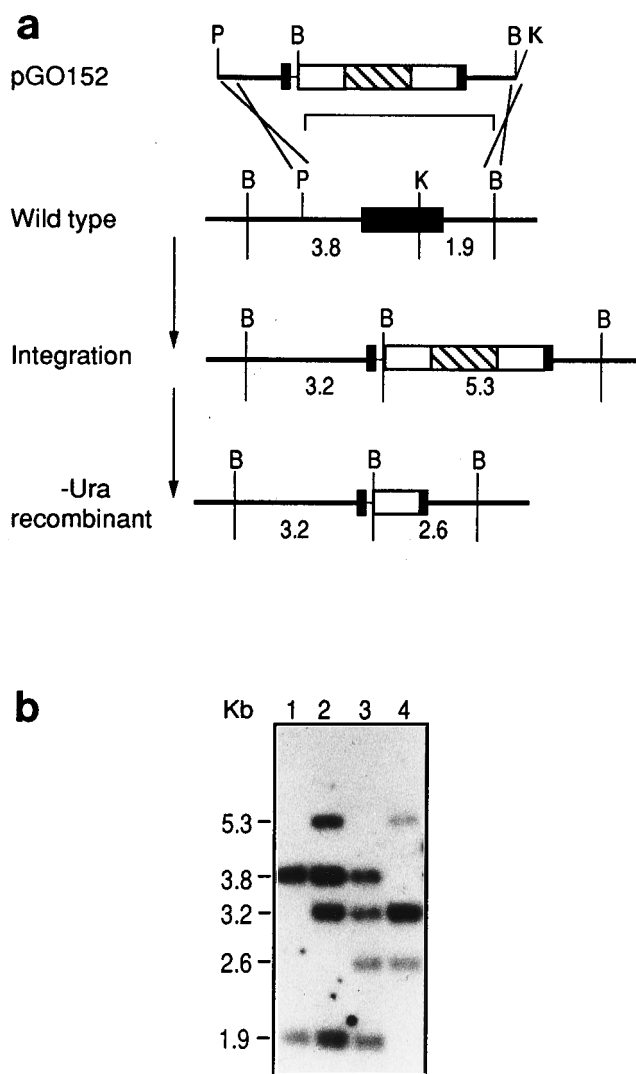 a
P B B K
pGO152
B P K B
Wild type
3.8 1.9
B B B
Integration
3.2 5.3
B B B
-Ura
recombinant
3.2 2.6
b
Kb 1 2 3 4
5.3
3.8
3.2
2.6
1.9